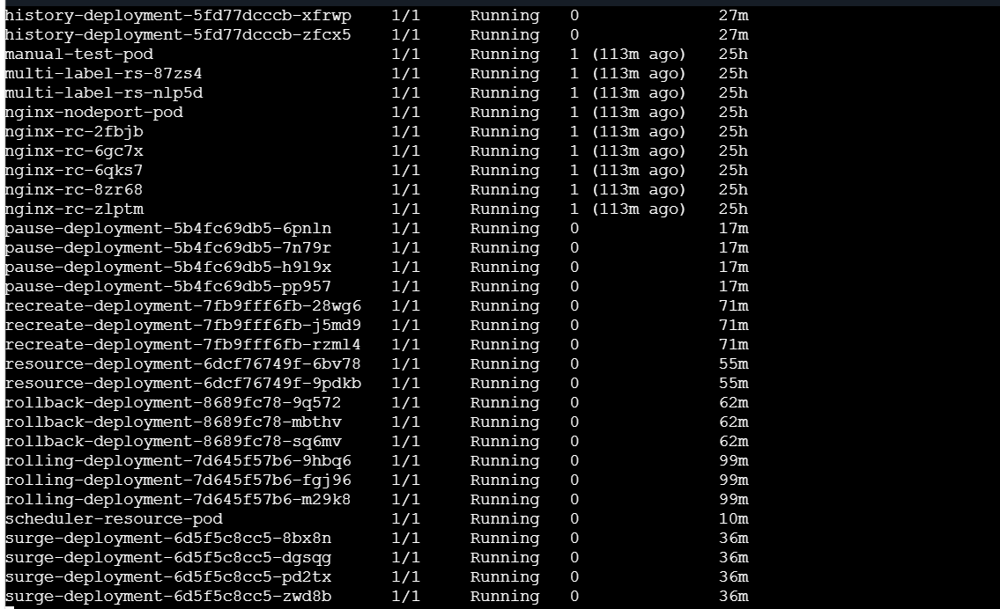 history-deployment-5fd77dcccb-xfrwp 1/1 Running 0 27m
history-deployment-5fd77dcccb-zfcx5 1/1 Running 0 27m
manual-test-pod 1/1 Running 1 (113m ago) 25h
multi-label-rs-87zs4 1/1 Running 1 (113m ago) 25h
multi-label-rs-nlp5d 1/1 Running 1 (113m ago) 25h
nginx-nodeport-pod 1/1 Running 1 (113m ago) 25h
nginx-rc-2fbjb 1/1 Running 1 (113m ago) 25h
nginx-rc-6gc7x 1/1 Running 1 (113m ago) 25h
nginx-rc-6qks7 1/1 Running 1 (113m ago) 25h
nginx-rc-8zr68 1/1 Running 1 (113m ago) 25h
nginx-rc-zlptm 1/1 Running 1 (113m ago) 25h
pause-deployment-5b4fc69db5-6pnln 1/1 Running 0 17m
pause-deployment-5b4fc69db5-7n79r 1/1 Running 0 17m
pause-deployment-5b4fc69db5-h9l9x 1/1 Running 0 17m
pause-deployment-5b4fc69db5-pp957 1/1 Running 0 17m
recreate-deployment-7fb9fff6fb-28wg6 1/1 Running 0 71m
recreate-deployment-7fb9fff6fb-j5md9 1/1 Running 0 71m
recreate-deployment-7fb9fff6fb-rzml4 1/1 Running 0 71m
resource-deployment-6dcf76749f-6bv78 1/1 Running 0 55m
resource-deployment-6dcf76749f-9pdkb 1/1 Running 0 55m
rollback-deployment-8689fc78-9q572 1/1 Running 0 62m
rollback-deployment-8689fc78-mbthv 1/1 Running 0 62m
rollback-deployment-8689fc78-sq6mv 1/1 Running 0 62m
rolling-deployment-7d645f57b6-9hbq6 1/1 Running 0 99m
rolling-deployment-7d645f57b6-fgj96 1/1 Running 0 99m
rolling-deployment-7d645f57b6-m29k8 1/1 Running 0 99m
scheduler-resource-pod 1/1 Running 0 10m
surge-deployment-6d5f5c8cc5-8bx8n 1/1 Running 0 36m
surge-deployment-6d5f5c8cc5-dgsqg 1/1 Running 0 36m
surge-deployment-6d5f5c8cc5-pd2tx 1/1 Running 0 36m
surge-deployment-6d5f5c8cc5-zwd8b 1/1 Running 0 36m